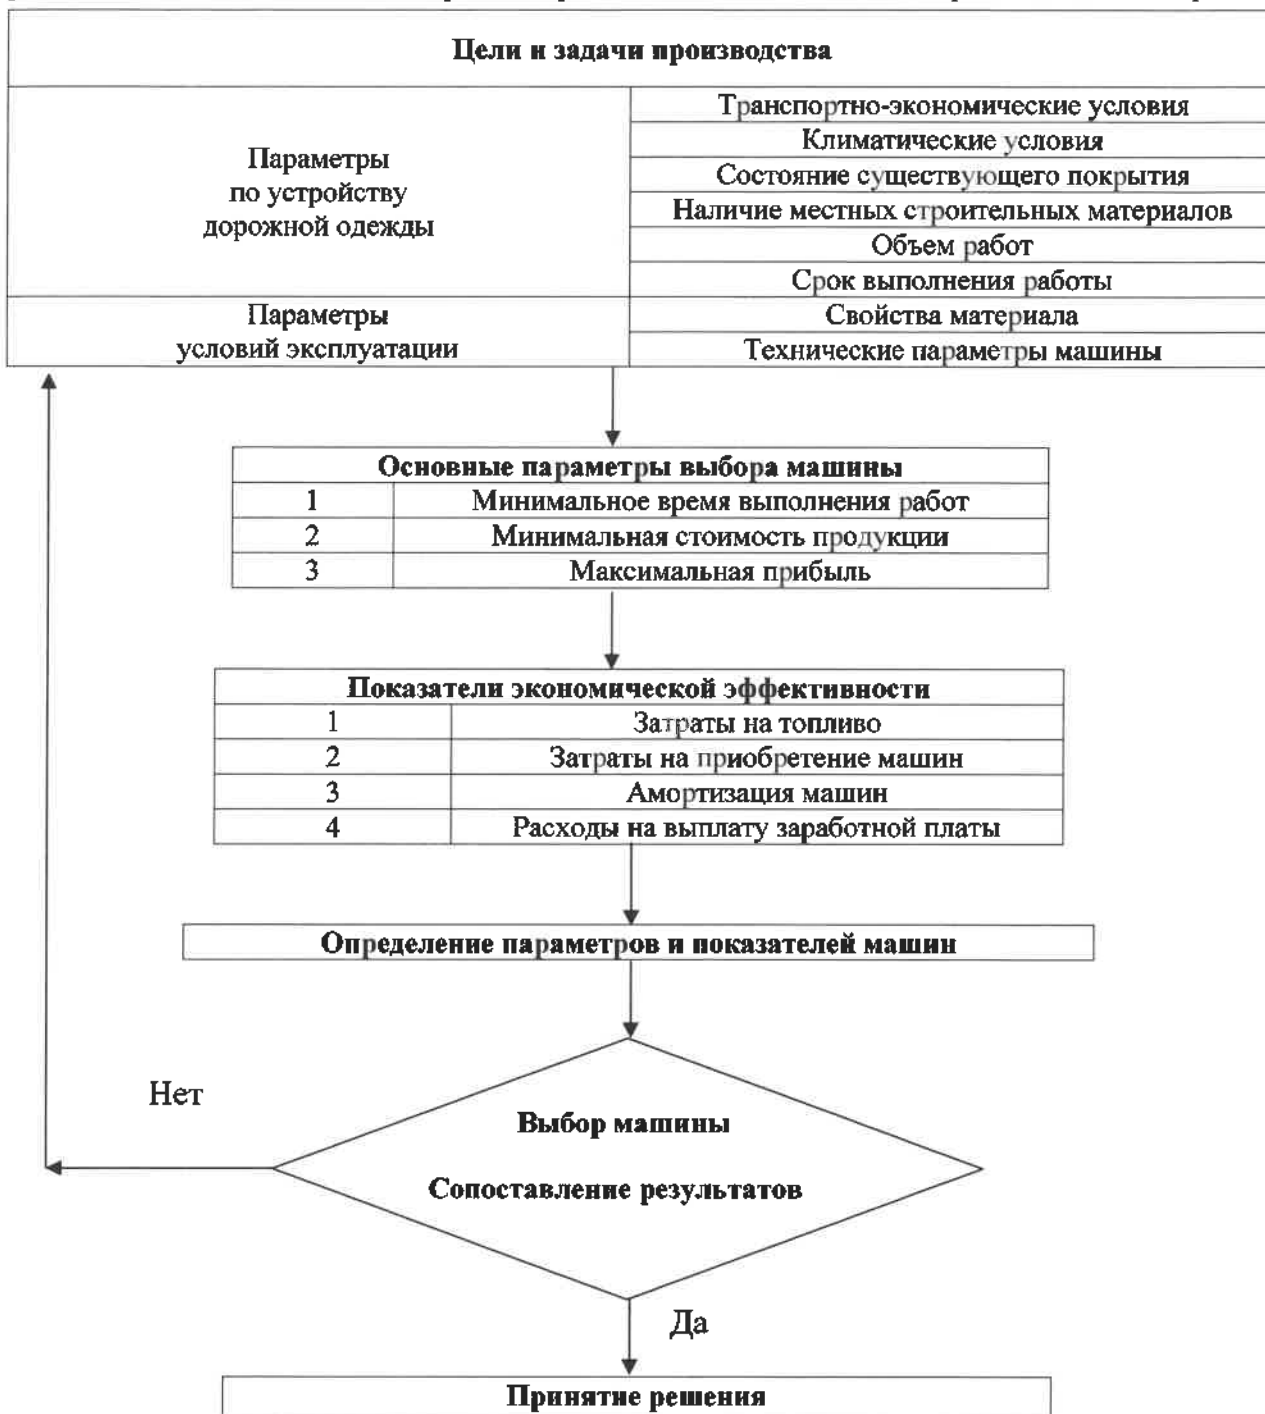 Цели и задачи производства
Параметры
по устройству
дорожной одежды
Транспортно-экономические условия
Климатические условия
Состояние существующего покрытия
Наличие местных строительных материалов
Объем работ
Срок выполнения работы
Параметры
условий эксплуатации
Свойства материала
Технические параметры машины
Основные параметры выбора машины
1 Минимальное время выполнения работ
2 Минимальная стоимость продукции
3 Максимальная прибыль
Показатели экономической эффективности
1 Затраты на топливо
2 Затраты на приобретение машин
3 Амортизация машин
4 Расходы на выплату заработной платы
Определение параметров и показателей машин
Нет
Выбор машины
Сопоставление результатов
Да
Принятие решения